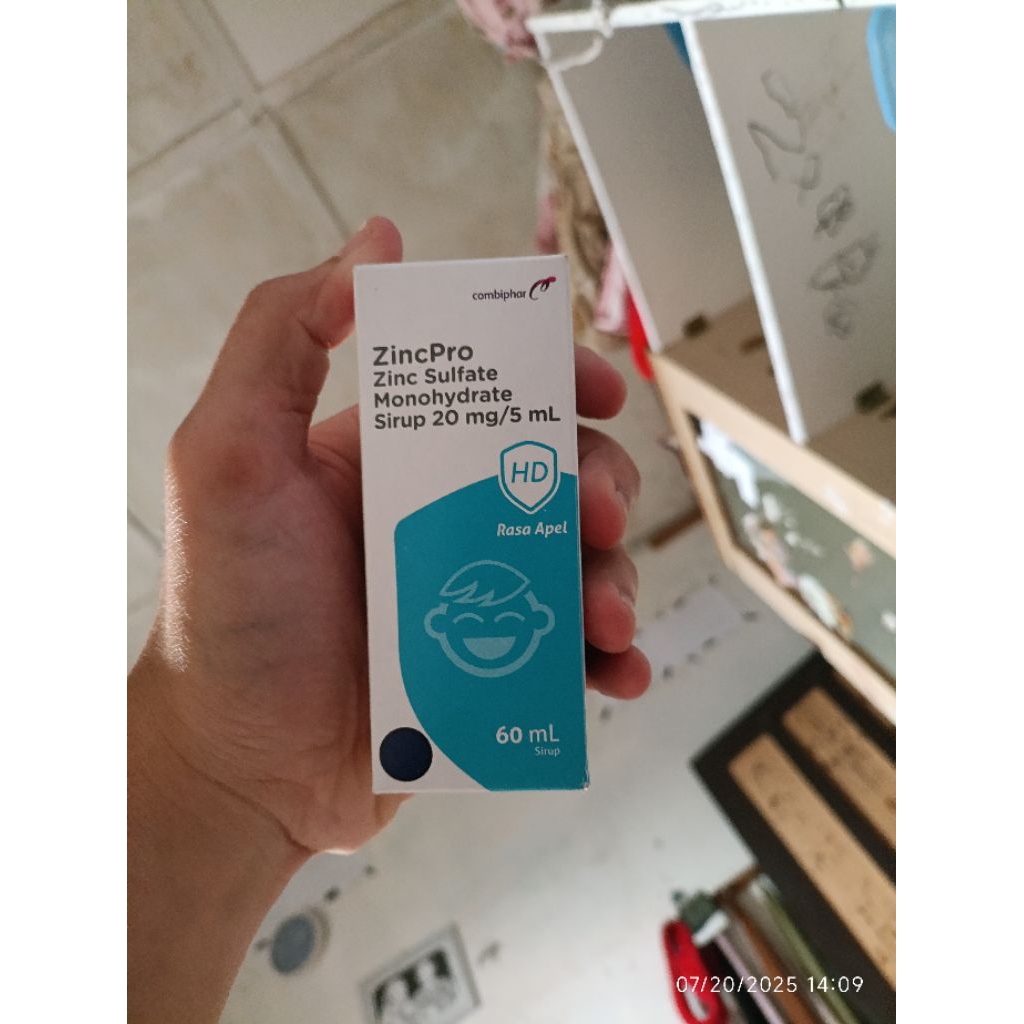 combiphar
ZincPro
Zinc Sulfate
Monohydrate
Sirup 20 mg/5 mL
HD
Rasa Apel
60 mL
Sirup
07/20/2025 14:09